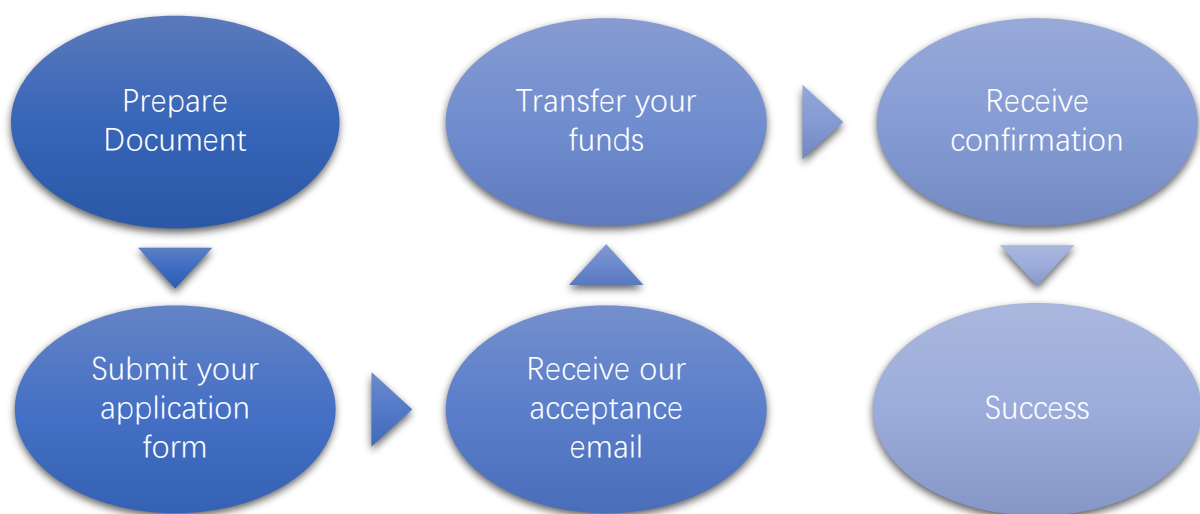 Prepare
Document
Submit your
application
form
Receive our
acceptance
email
Transfer your
funds
Receive
confirmation
Success